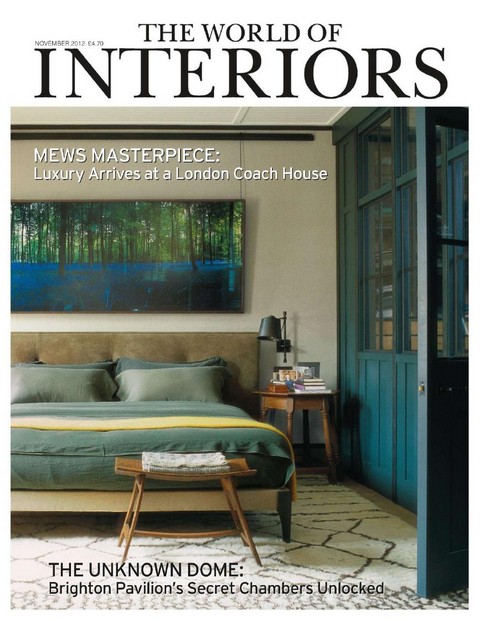 THE WORLD OF
NOVEMBER 2012 £4.70
INTERIORS
MEWS MASTERPIECE:
Luxury Arrives at a London Coach House
THE UNKNOWN DOME:
Brighton Pavilion's Secret Chambers Unlocked